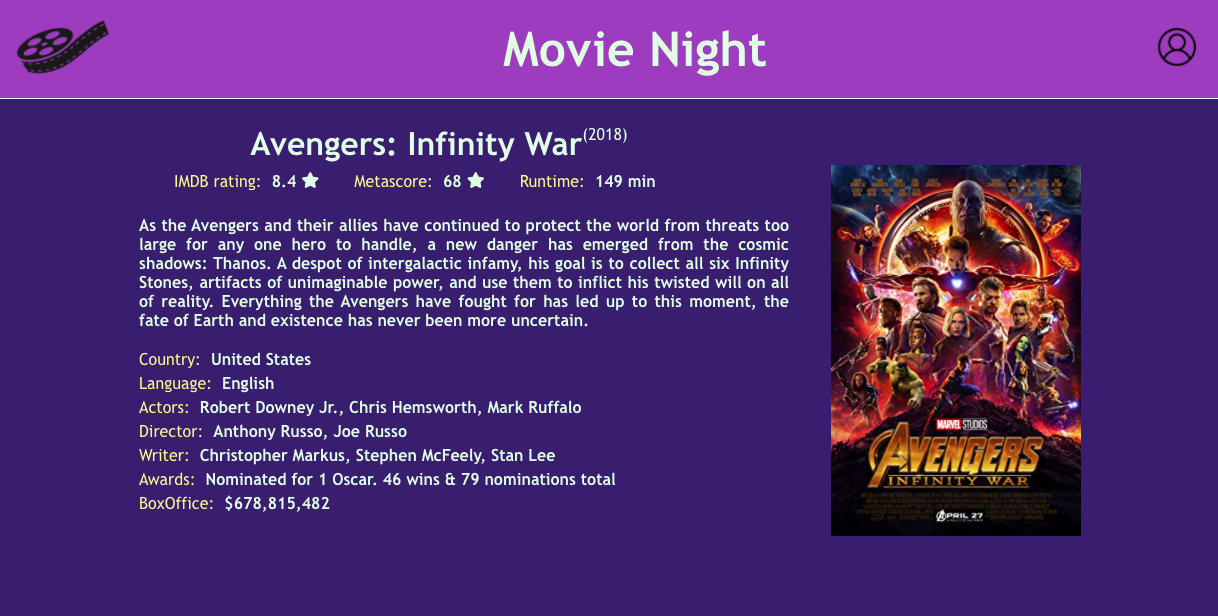 Movie Night
Avengers: Infinity War(2018)
IMDB rating: 8.4 Metascore: 68 Runtime: 149 min
As the Avengers and their allies have continued to protect the world from threats too
large for any one hero to handle, a new danger has emerged from the cosmic
shadows: Thanos. A despot of intergalactic infamy, his goal is to collect all six Infinity
Stones, artifacts of unimaginable power, and use them to inflict his twisted will on all
of reality. Everything the Avengers have fought for has led up to this moment, the
fate of Earth and existence has never been more uncertain.
Country: United States
Language: English
Actors: Robert Downey Jr., Chris Hemsworth, Mark Ruffalo
Director: Anthony Russo, Joe Russo
Writer: Christopher Markus, Stephen McFeely, Stan Lee
Awards: Nominated for 1 Oscar. 46 wins & 79 nominations total
BoxOffice: $678,815,482
MARVEL STUDIOS
AVENGERS
INFINITY WAR
APRIL 27